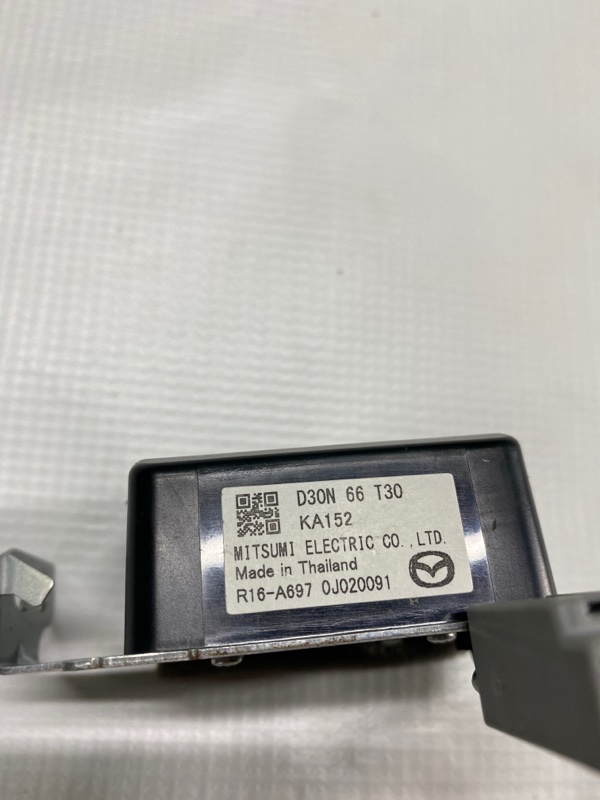 D30N 66 T30
KA152
MITSUMI ELECTRIC CO.,LTD.
Made in Thailand
R16-A697 0J020091